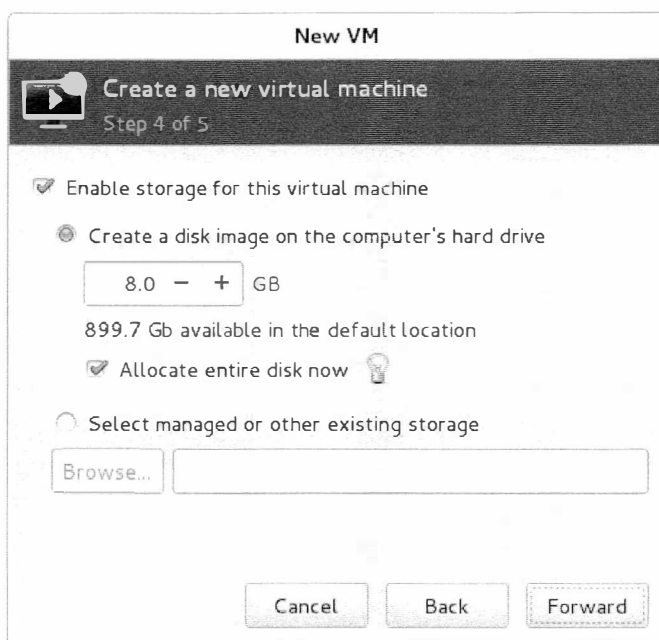 New VM
Create a new virtual machine
Step 4 of 5
Enable storage for this virtual machine
Create a disk image on the computer's hard drive
8.0 − + GB
899.7 Gb available in the default location
Allocate entire disk now
Select managed or other existing storage
Browse...
Cancel Back Forward